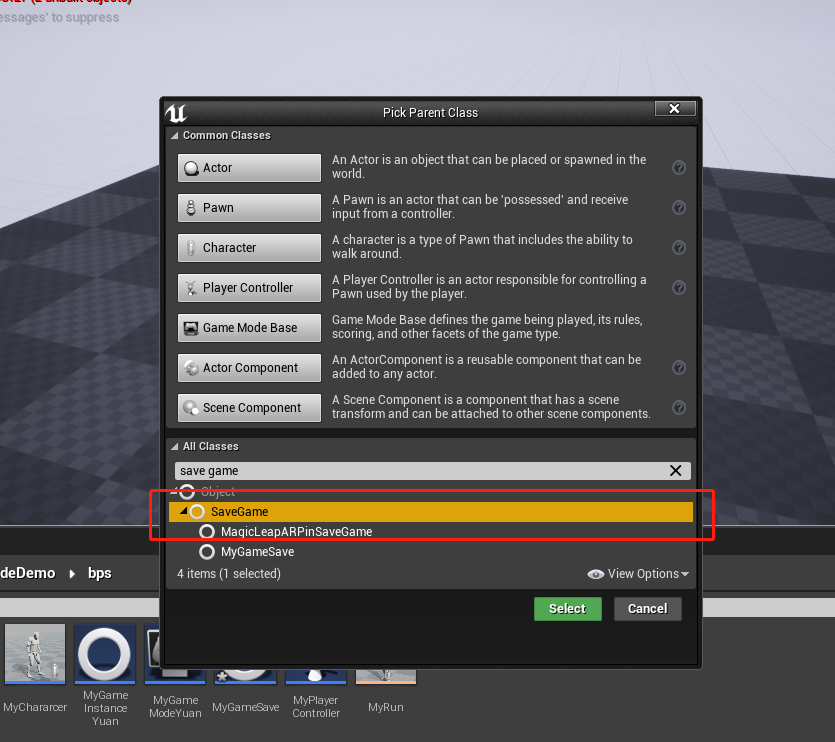 essages' to suppress
Pick Parent Class
Common Classes
Actor
An Actor is an object that can be placed or spawned in the
world.
Pawn
A Pawn is an actor that can be 'possessed' and receive
input from a controller.
Character
A character is a type of Pawn that includes the ability to
walk around.
Player Controller
A Player Controller is an actor responsible for controlling a
Pawn used by the player.
Game Mode Base
Game Mode Base defines the game being played, its rules,
scoring, and other facets of the game type.
Actor Component
An ActorComponent is a reusable component that can be
added to any actor.
Scene Component
A Scene Component is a component that has a scene
transform and can be attached to other scene components.
All Classes
save game
Object
SaveGame
MagicLeapARPinSaveGame
MyGameSave
4 items (1 selected)
View Options
Select
Cancel
deDemo
bps
MyChararcer
MyGame
Instance
Yuan
MyGame
ModeYuan
MyGameSave
MyPlayer
Controller
MyRun